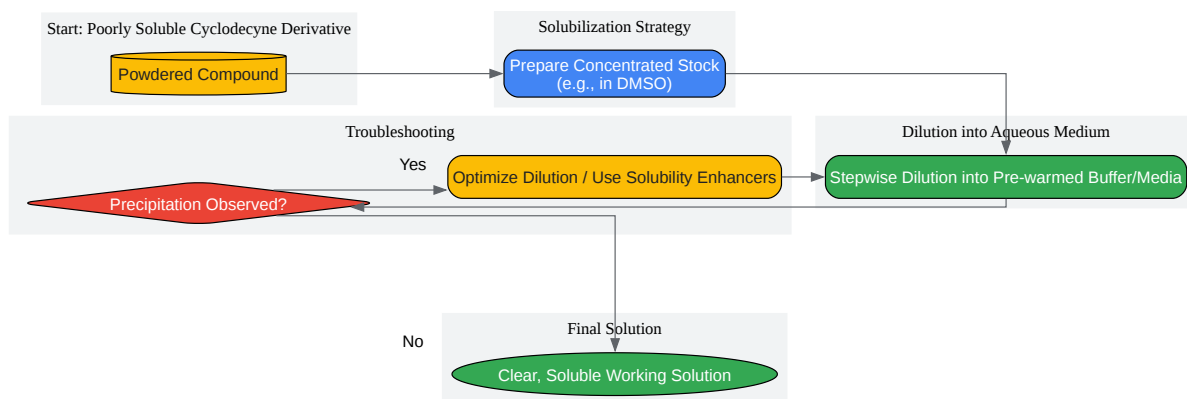 Start: Poorly Soluble Cyclodecyne Derivative
Powdered Compound
Solubilization Strategy
Prepare Concentrated Stock
(e.g., in DMSO)
Troubleshooting
Yes
Optimize Dilution / Use Solubility Enhancers
Precipitation Observed?
Dilution into Aqueous Medium
Stepwise Dilution into Pre-warmed Buffer/Media
No
Final Solution
Clear, Soluble Working Solution